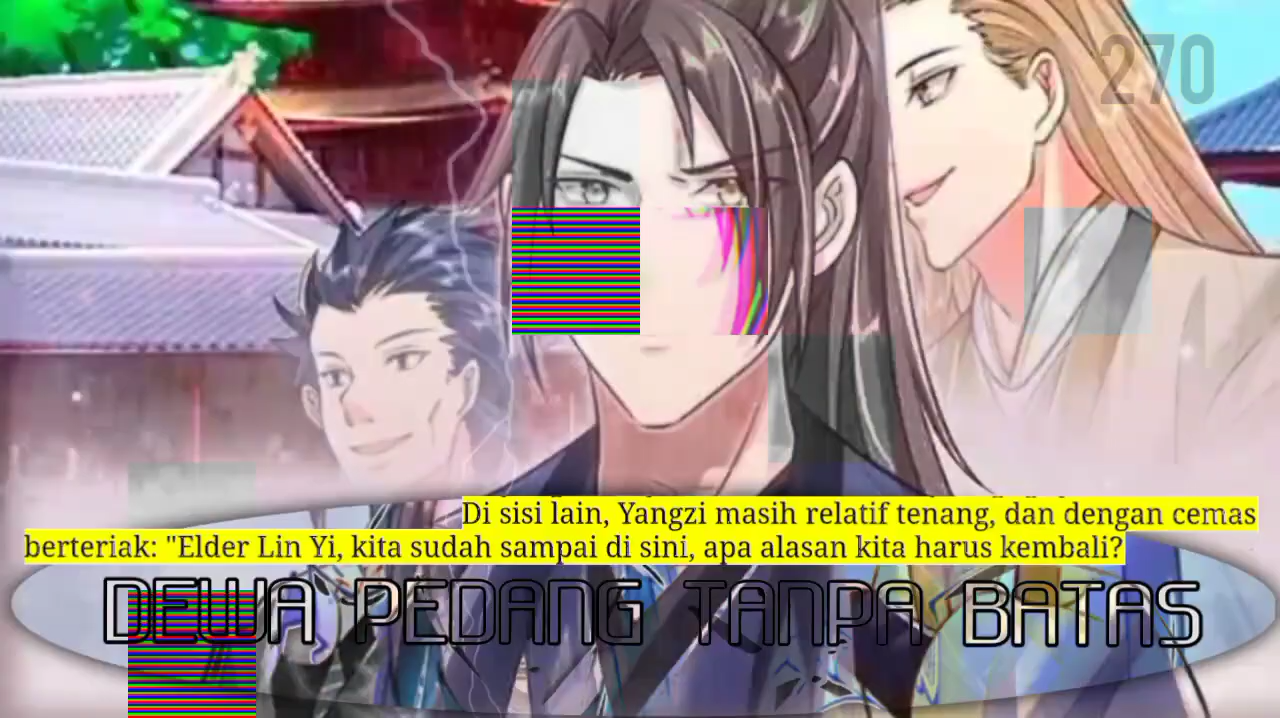 270
Di sisi lain, Yangzi masih relatif tenang, dan dengan cemas
berteriak: "Elder Lin Yi, kita sudah sampai di sini, apa alasan kita harus kembali?
DEWA PEDANG TANPA BATAS